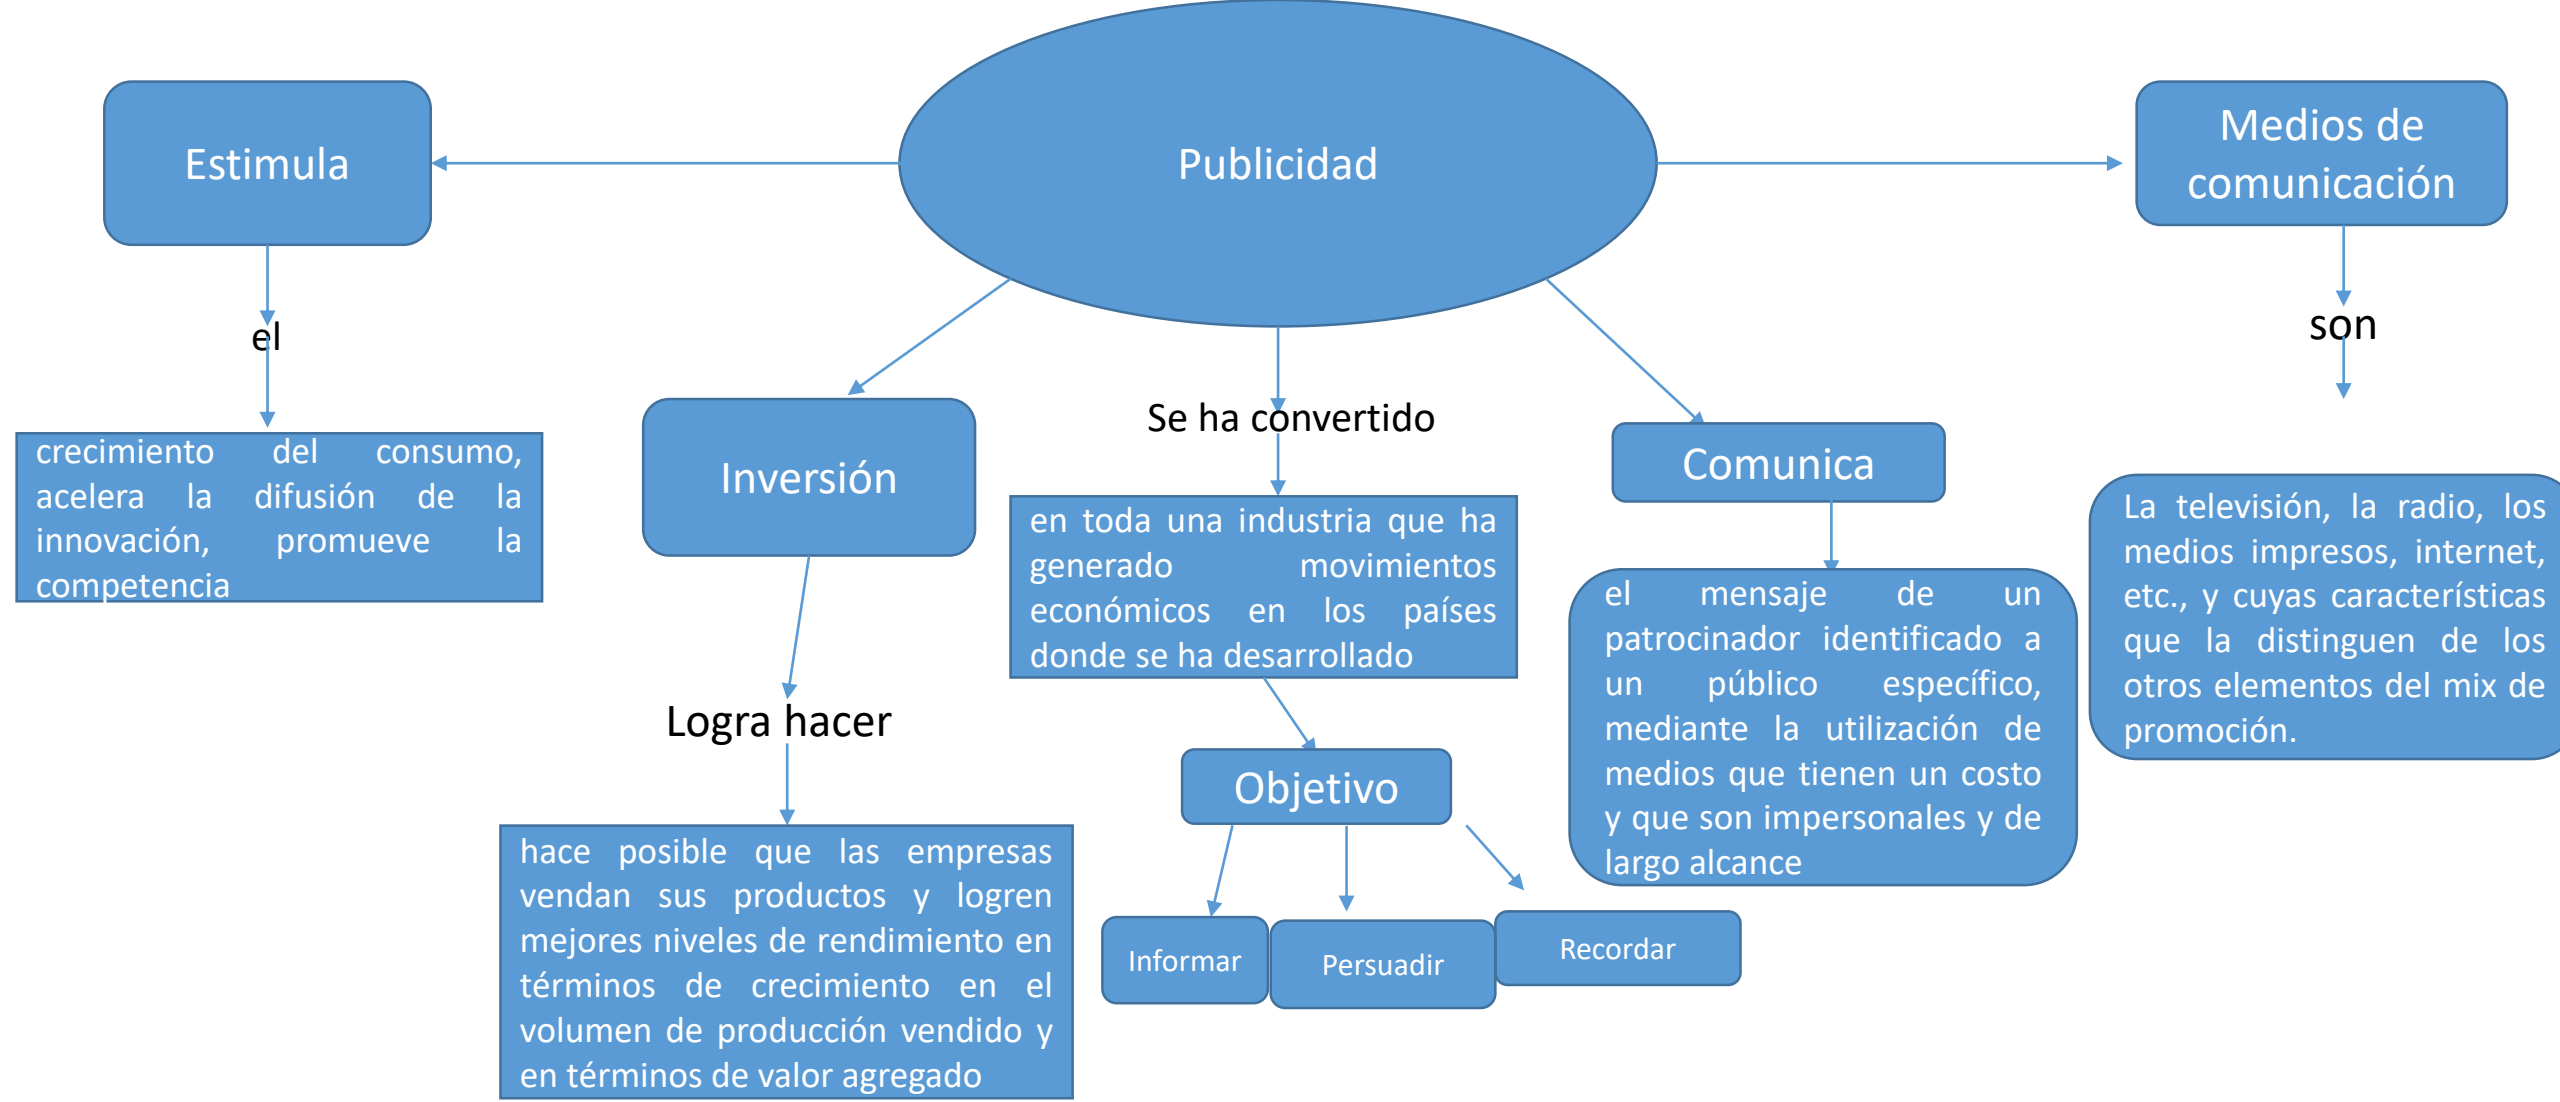 Publicidad
Estimula
el
crecimiento del consumo,
acelera la difusión de la
innovación, promueve la
competencia
Inversión
Logra hacer
hace posible que las empresas
vendan sus productos y logren
mejores niveles de rendimiento en
términos de crecimiento en el
volumen de producción vendido y
en términos de valor agregado
Se ha convertido
en toda una industria que ha
generado movimientos
económicos en los países
donde se ha desarrollado
Objetivo
Informar
Persuadir
Recordar
Comunica
el mensaje de un
patrocinador identificado a
un público específico,
mediante la utilización de
medios que tienen un costo
y que son impersonales y de
largo alcance
Medios de
comunicación
son
La televisión, la radio, los
medios impresos, internet,
etc., y cuyas características
que la distinguen de los
otros elementos del mix de
promoción.